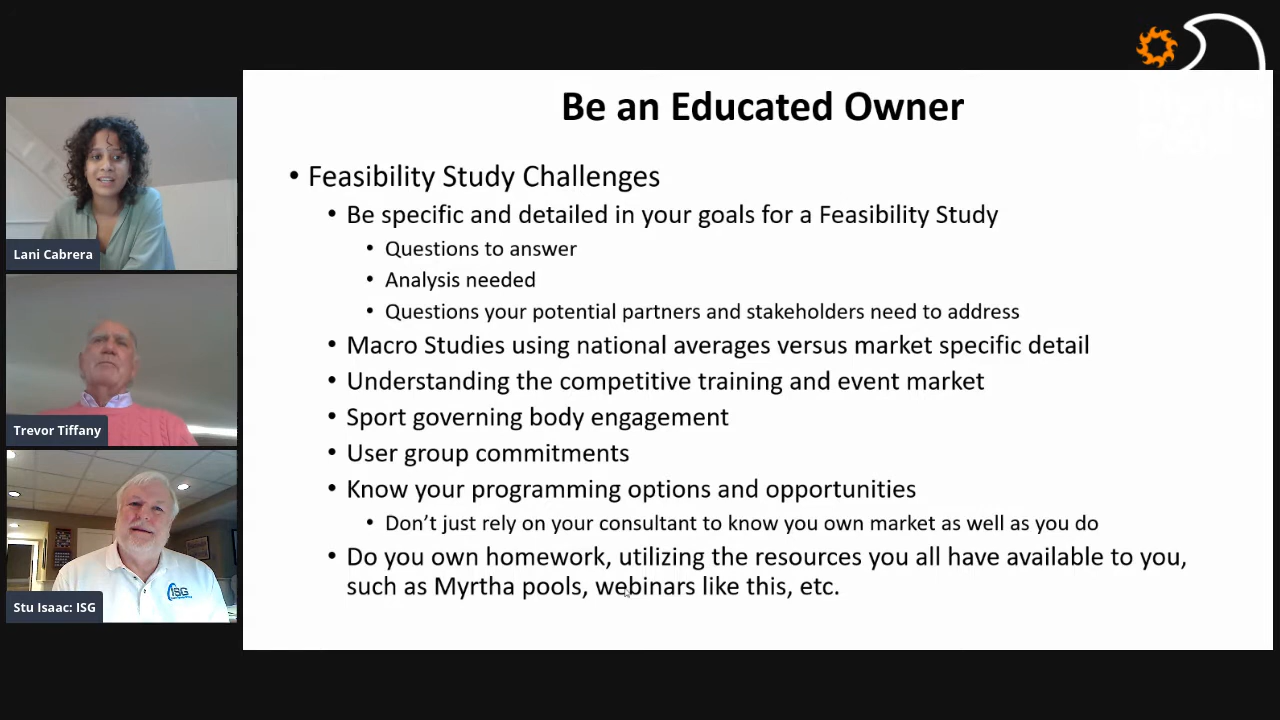 Be an Educated Owner
• Feasibility Study Challenges
• Be specific and detailed in your goals for a Feasibility Study
• Questions to answer
• Analysis needed
• Questions your potential partners and stakeholders need to address
• Macro Studies using national averages versus market specific detail
• Understanding the competitive training and event market
• Sport governing body engagement
• User group commitments
• Know your programming options and opportunities
• Don’t just rely on your consultant to know you own market as well as you do
• Do you own homework, utilizing the resources you all have available to you,
such as Myrtha pools, webinars like this, etc.
Lani Cabrera
Trevor Tiffany
ISG
Stu Isaac: ISG